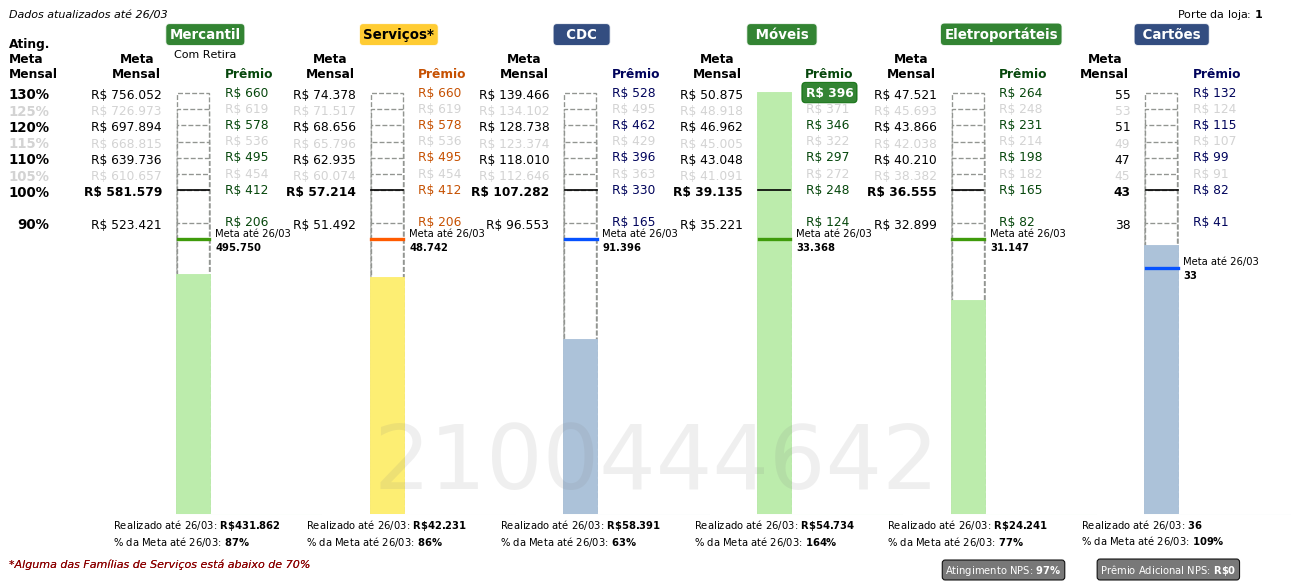 Dados atualizados até 26/03 Porte da loja: 1
Mercantil Serviços* CDC Móveis Eletroportáteis Cartões
Ating. Meta Mensal Meta Mensal Com Retira Prêmio Meta Mensal Prêmio Meta Mensal Prêmio Meta Mensal Prêmio Meta Mensal Prêmio Meta Mensal Prêmio
130% R$ 756.052 R$ 660 R$ 74.378 R$ 660 R$ 139.466 R$ 528 R$ 50.875 R$ 396 R$ 47.521 R$ 264 55 R$ 132
125% R$ 726.973 R$ 619 R$ 71.517 R$ 619 R$ 134.102 R$ 495 R$ 48.918 R$ 371 R$ 45.693 R$ 248 53 R$ 124
120% R$ 697.894 R$ 578 R$ 68.656 R$ 578 R$ 128.738 R$ 462 R$ 46.962 R$ 346 R$ 43.866 R$ 231 51 R$ 115
115% R$ 668.815 R$ 536 R$ 65.796 R$ 536 R$ 123.374 R$ 429 R$ 45.005 R$ 322 R$ 42.038 R$ 214 49 R$ 107
110% R$ 639.736 R$ 495 R$ 62.935 R$ 495 R$ 118.010 R$ 396 R$ 43.048 R$ 297 R$ 40.210 R$ 198 47 R$ 99
105% R$ 610.657 R$ 454 R$ 60.074 R$ 454 R$ 112.646 R$ 363 R$ 41.091 R$ 272 R$ 38.382 R$ 182 45 R$ 91
100% R$ 581.579 R$ 412 R$ 57.214 R$ 412 R$ 107.282 R$ 330 R$ 39.135 R$ 248 R$ 36.555 R$ 165 43 R$ 82
90% R$ 523.421 R$ 206 R$ 51.492 R$ 206 R$ 96.553 R$ 165 R$ 35.221 R$ 124 R$ 32.899 R$ 82 38 R$ 41
Meta até 26/03 Meta até 26/03 Meta até 26/03 Meta até 26/03 Meta até 26/03
495.750 48.742 91.396 33.368 31.147
Meta até 26/03
33
2100444642
Realizado até 26/03: R$431.862 Realizado até 26/03: R$42.231 Realizado até 26/03: R$58.391 Realizado até 26/03: R$54.734 Realizado até 26/03: R$24.241 Realizado até 26/03: 36
% da Meta até 26/03: 87% % da Meta até 26/03: 86% % da Meta até 26/03: 63% % da Meta até 26/03: 164% % da Meta até 26/03: 77% % da Meta até 26/03: 109%
*Alguma das Famílias de Serviços está abaixo de 70% Atingimento NPS: 97% Prêmio Adicional NPS: R$0